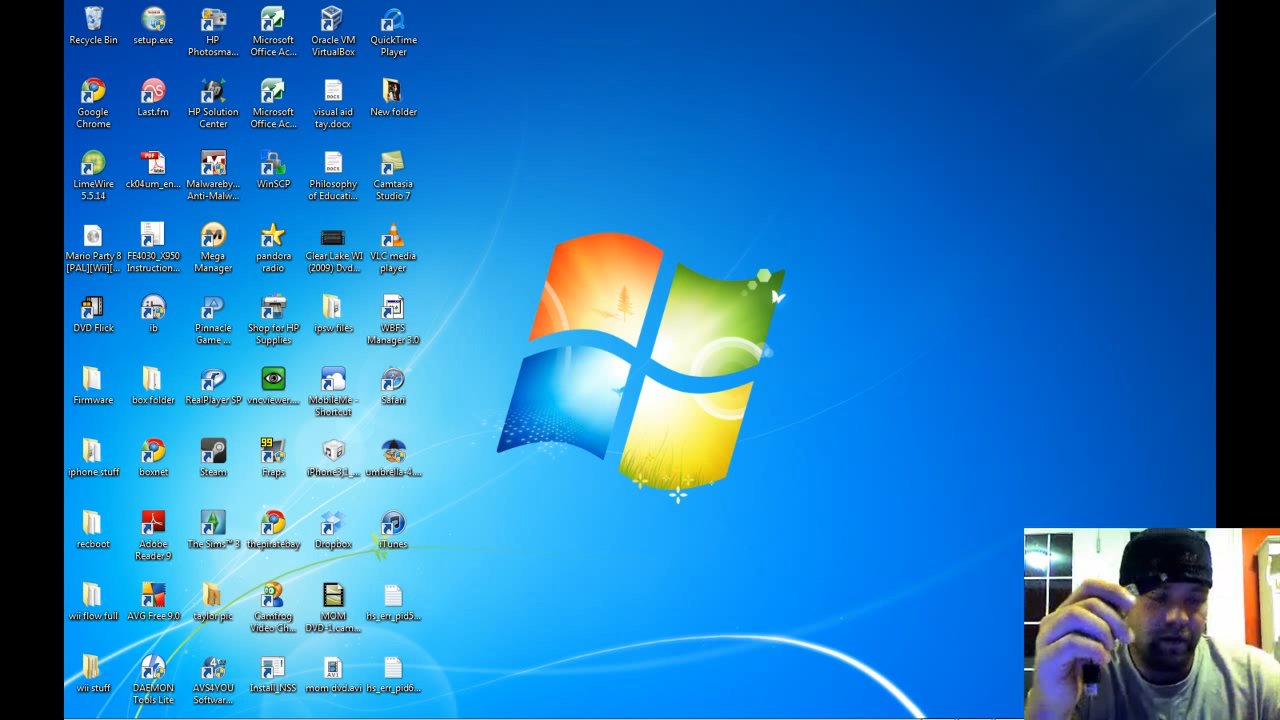 Recycle Bin
setup.exe
HP
Photosma...
Microsoft
Office Ac...
Oracle VM
VirtualBox
QuickTime
Player
Google
Chrome
Last.fm
HP Solution
Center
Microsoft
Office Ac...
visual aid
tay.docx
New folder
LimeWire
5.5.14
ck04um_en...
Malwareby...
Anti-Malw...
WinSCP
Philosophy
of Educati...
Camtasia
Studio 7
Mario Party 8
[PAL][Wii][...
FE4030_X950
Instruction...
Mega
Manager
pandora
radio
Clear Lake WI
(2009) Dvd...
VLC media
player
DVD Flick
ib
Pinnacle
Game ...
Shop for HP
Supplies
ipsw files
WBFS
Manager 3.0
Firmware
box folder
RealPlayer SP
vncviewer....
MobileMe -
Shortcut
Safari
iphone stuff
boxnet
Steam
99
Fraps
iPhone3,1_...
umbrella-4....
recboot
Adobe
Reader 9
The Sims™ 3
thepiratebay
Dropbox
iTunes
wii flow full
AVG Free 9.0
taylor pic
Camfrog
Video Ch...
MOM
DVD-1.cam...
hs_err_pid5...
wii stuff
DAEMON
Tools Lite
AVS4YOU
Softwar...
Install_NSS
mom dvd.avi
hs_err_pid6...